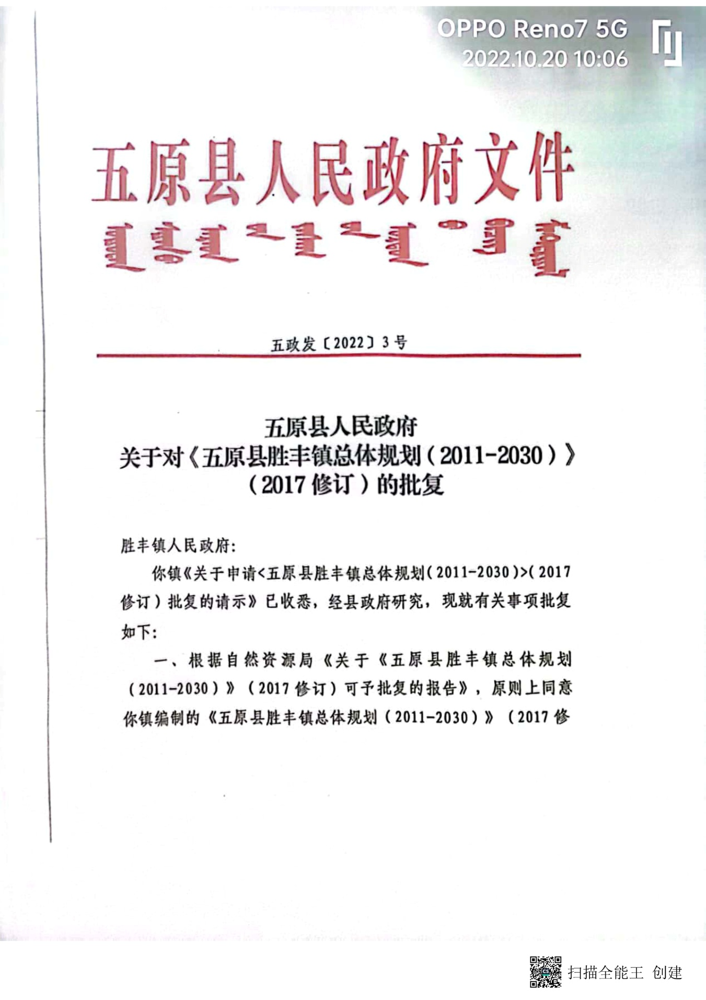 OPPO Reno7 5G
2022.10.20 10:06
五原县人民政府文件
五政发〔2022〕3号
五原县人民政府
关于对《五原县胜丰镇总体规划（2011-2030）》
（2017修订）的批复
胜丰镇人民政府：
你镇《关于申请<五原县胜丰镇总体规划(2011-2030)>(2017
修订）批复的请示》已收悉，经县政府研究，现就有关事项批复
如下：
一、根据自然资源局《关于《五原县胜丰镇总体规划
（2011-2030）》（2017修订）可予批复的报告》，原则上同意
你镇编制的《五原县胜丰镇总体规划（2011-2030）》（2017修
扫描全能王 创建